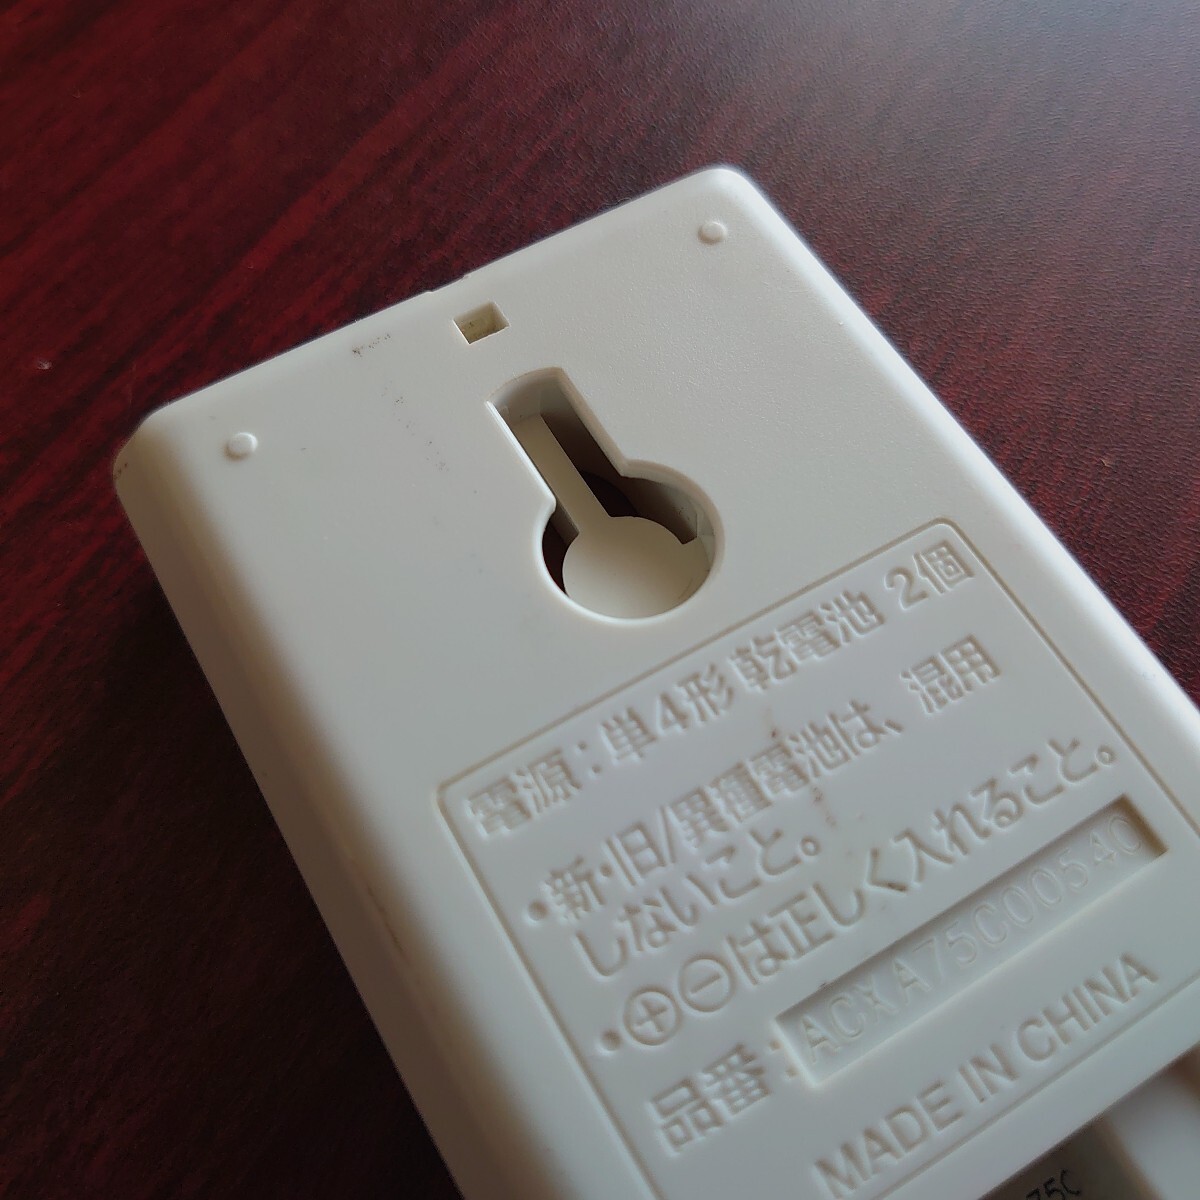 電源：単4形 乾電池 2個
・新・旧/異種電池は、混用
しないこと。
・⊕⊖は正しく入れること。
品番：ACXA75C00540
MADE IN CHINA
75C